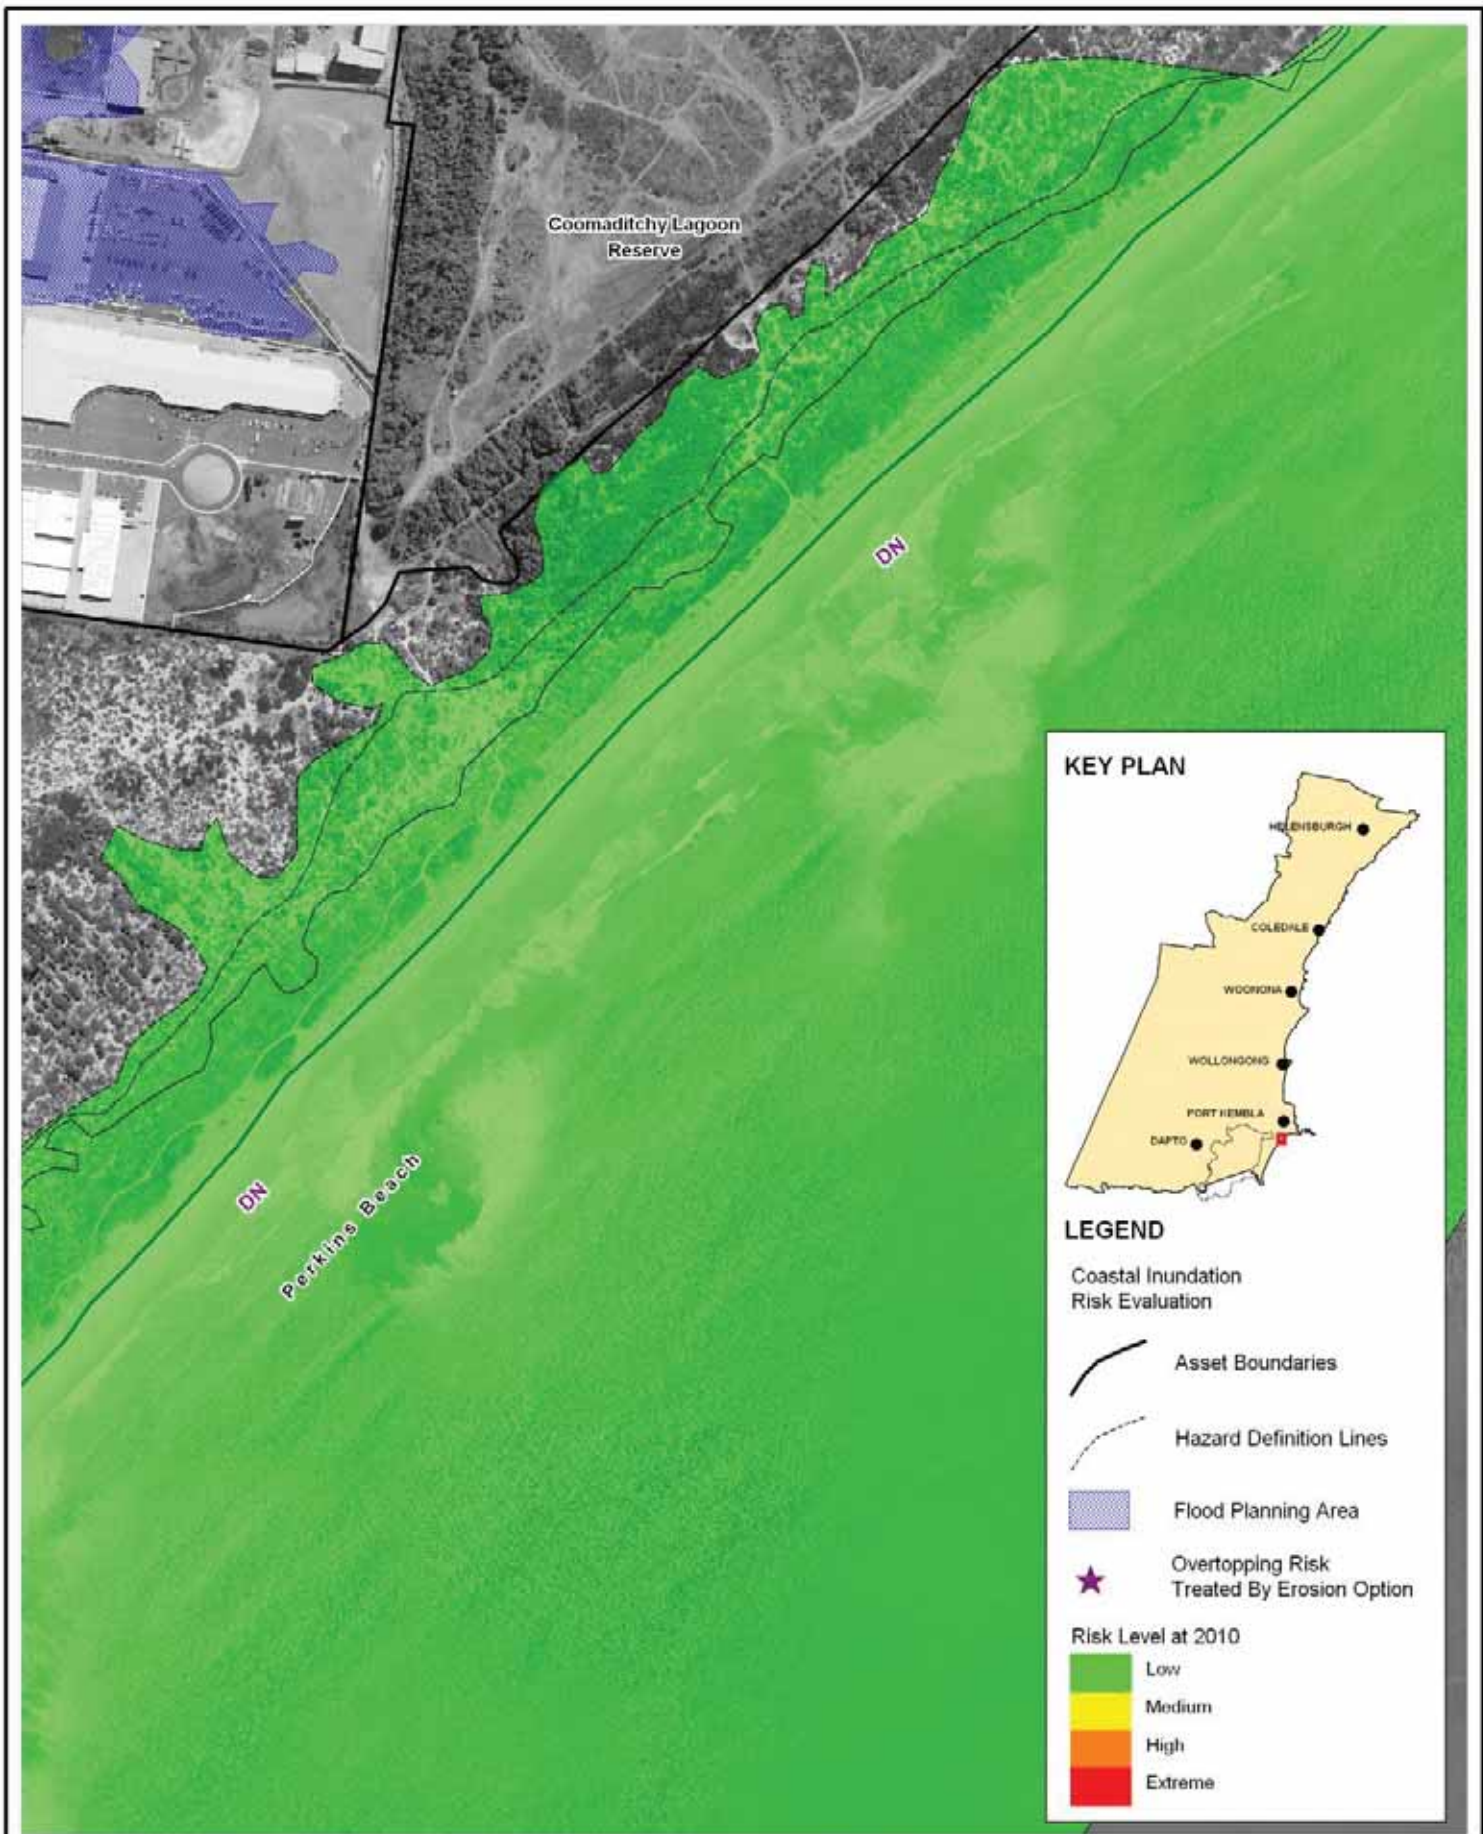 Coomaditchy Lagoon
Reserve
DN
DN
Perkins Beach
KEY PLAN
HELENSBURGH
COLEDALE
WOONONA
WOLLONGONG
PORT KEMBLA
DAPTO
LEGEND
Coastal Inundation
Risk Evaluation
Asset Boundaries
Hazard Definition Lines
Flood Planning Area
Overtopping Risk
Treated By Erosion Option
Risk Level at 2010
Low
Medium
High
Extreme